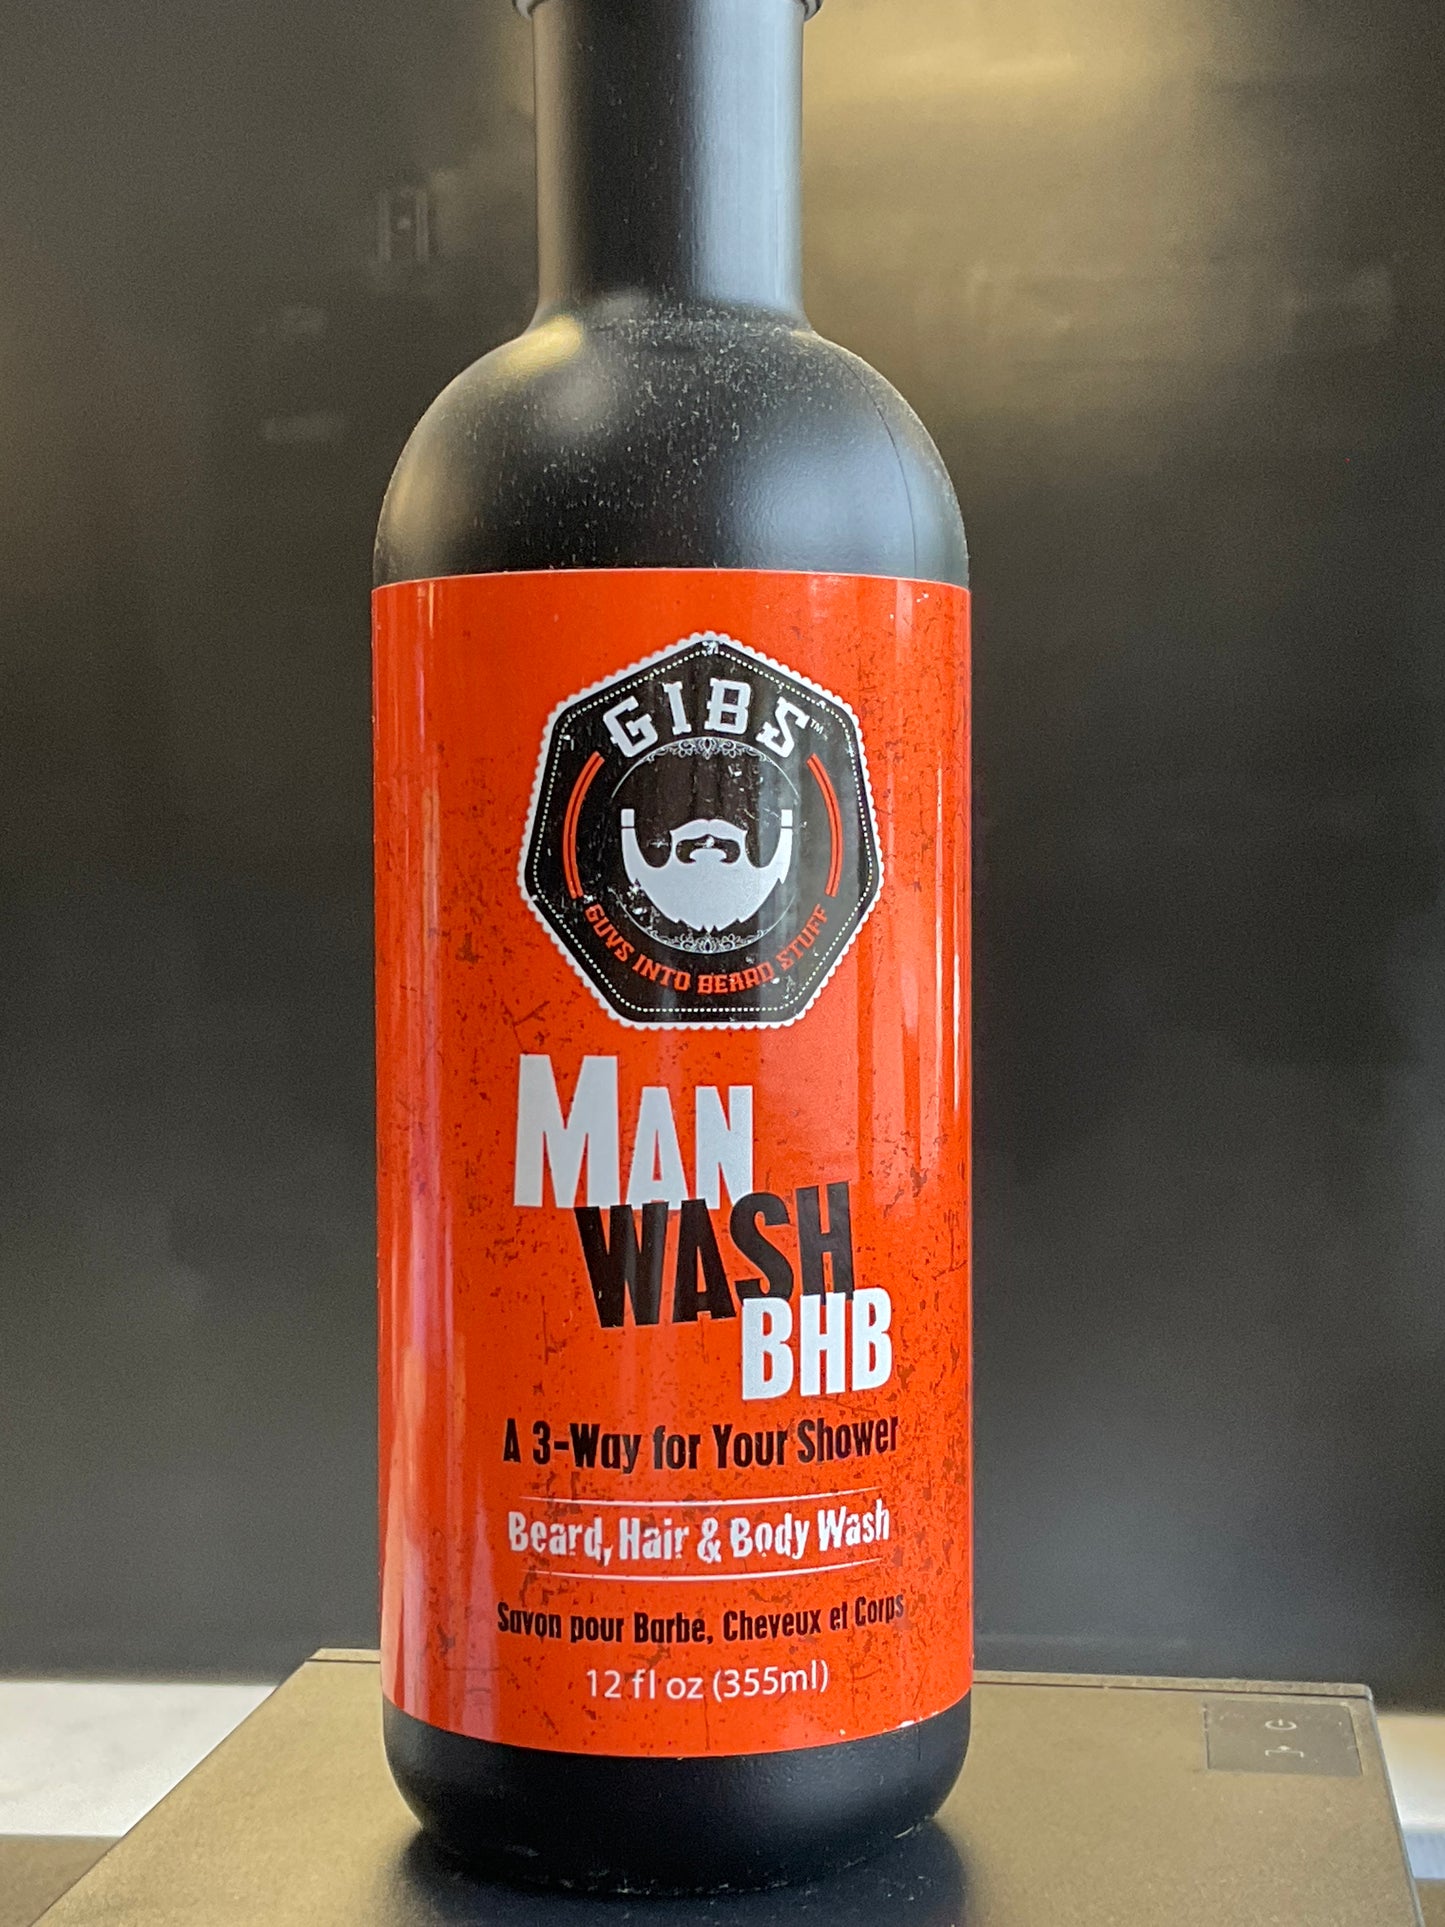 GIBS™
GUYS INTO BEARD STUFF
MAN
WASH
BHB
A 3-Way for Your Shower
Beard, Hair & Body Wash
Savon pour Barbe, Cheveux et Corps
12 fl oz (355ml)